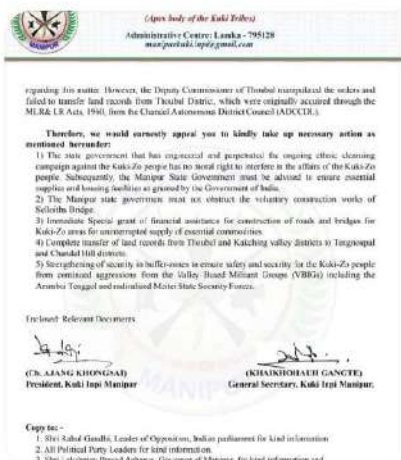 (Apex body of the Kuki Tribes)
Administrative Centre: Lamka - 795128
regarding this matter. However, the Deputy Commissioner of Thoubal manipulated the orders and
failed to transfer land records from Thoubal District, which were originally acquired through the
MLR& LR Acts, 1960, from the Chandel Autonomous District Council (ADCCDL).
Therefore, we would earnestly appeal you to kindly take up necessary action as
mentioned hereunder:
1) The state government that has engineered and perpetrated the ongoing ethnic cleansing
campaign against the Kuki-Zo people has no moral right to interfere in the affairs of the Kuki-Zo
people. Subsequently, the Manipur State Government must be advised to ensure essential
supplies and housing facilities as granted by the Government of India.
2) The Manipur state government must not obstruct the voluntary construction works of
Bridge.
3) Immediate Special grant of financial assistance for construction of roads and bridges for
Kuki-Zo areas for uninterrupted supply of essential commodities.
4) Complete transfer of land records from Thoubal and Kakching valley districts to Tengnoupal
and Chandel Hill districts.
5) Strengthening of security in buffer-zones to ensure safety and security for the Kuki-Zo people
from continued aggressions from the Valley Based Militant Groups (VBIGs) including the
Arambai Tenggol and radicalised Meitei State Security Forces.
Enclosed: Relevant Documents.
(Ch. AJANG KHONGSAI)
President, Kuki Inpi Manipur
(KHAIKHOHAUH GANGTE)
General Secretary, Kuki Inpi Manipur.
MANIPUR
Copy to: -
1. Shri Rahul Gandhi, Leader of Opposition, Indian parliament for kind information
2. All Political Party Leaders for kind information.
3. Shri Lakshman Prasad Acharya, Governor of Manipur, for kind information and